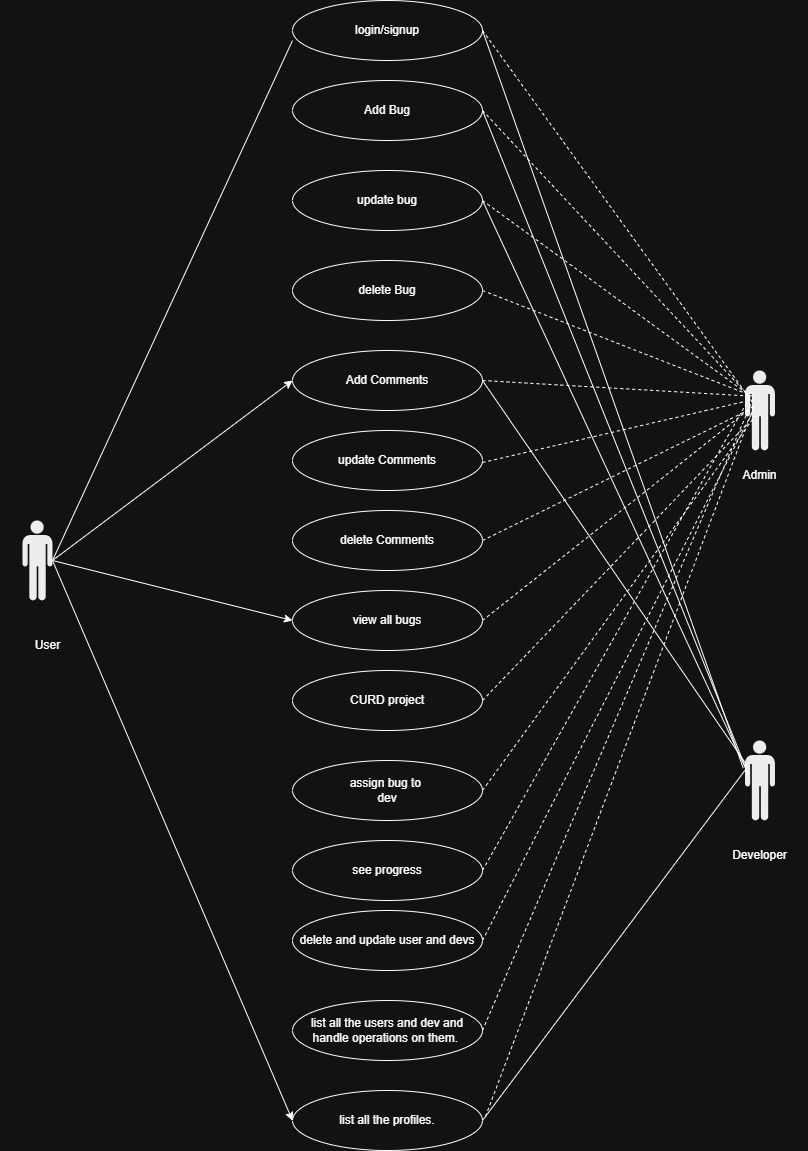 login/signup
Add Bug
update bug
delete Bug
Add Comments
update Comments
Admin
delete Comments
view all bugs
User
CURD project
assign bug to
dev
Developer
see progress
delete and update user and devs
list all the users and dev and
handle operations on them.
list all the profiles.